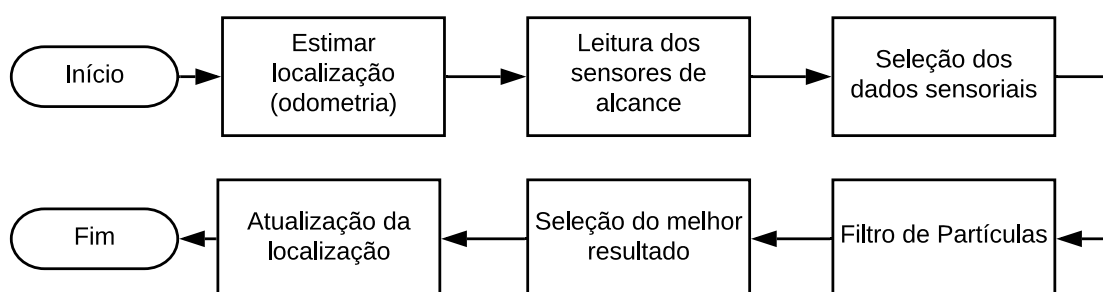 Início
Estimar
localização
(odometria)
Leitura dos
sensores de
alcance
Seleção dos
dados sensoriais
Filtro de Partículas
Seleção do melhor
resultado
Atualização da
localização
Fim